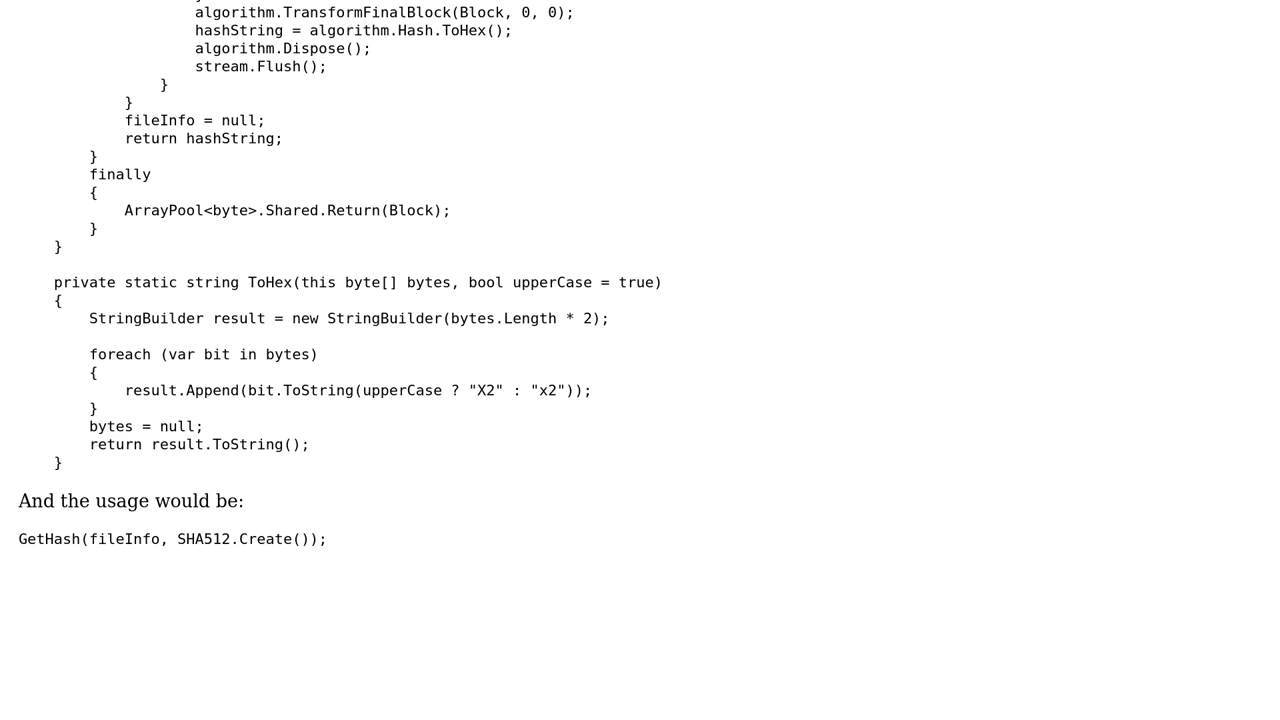 algorithm.TransformFinalBlock(Block, 0, 0);
hashString = algorithm.Hash.ToHex();
algorithm.Dispose();
stream.Flush();
}
}
fileInfo = null;
return hashString;
}
finally
{
ArrayPool<byte>.Shared.Return(Block);
}
}
private static string ToHex(this byte[] bytes, bool upperCase = true)
{
StringBuilder result = new StringBuilder(bytes.Length * 2);
foreach (var bit in bytes)
{
result.Append(bit.ToString(upperCase ? "X2" : "x2"));
}
bytes = null;
return result.ToString();
}
And the usage would be:
GetHash(fileInfo, SHA512.Create());